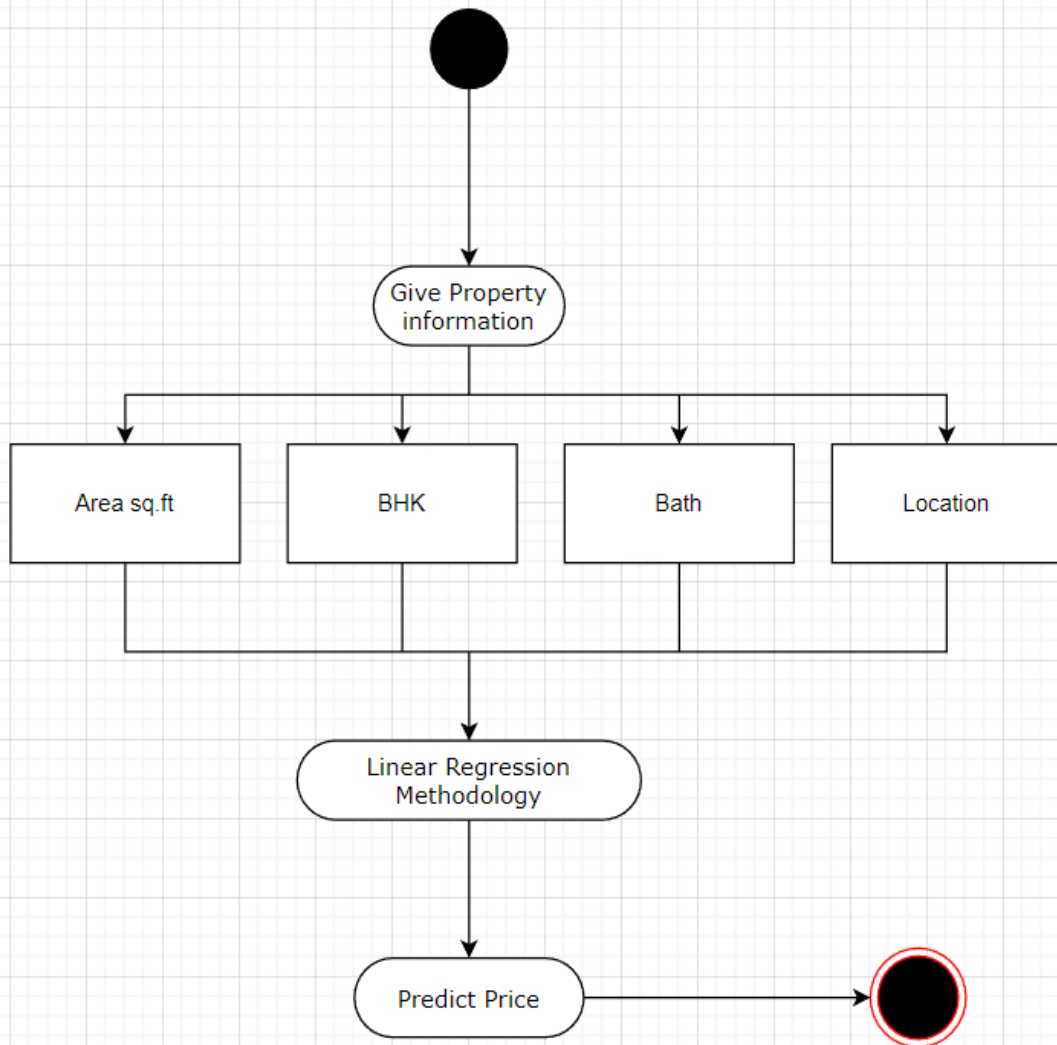 Give Property
information
Area sq.ft
BHK
Bath
Location
Linear Regression
Methodology
Predict Price